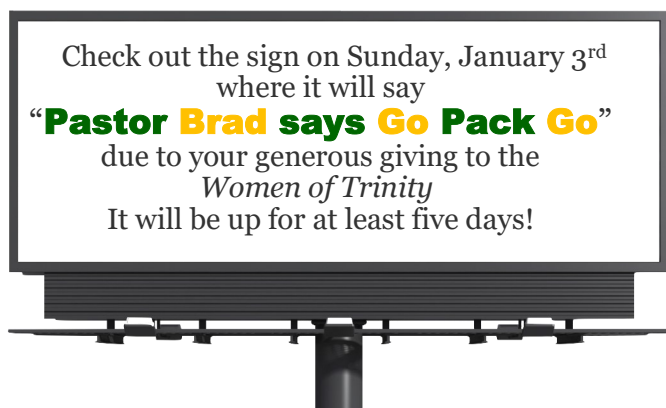 Check out the sign on Sunday, January 3rd
where it will say
“Pastor Brad says Go Pack Go”
due to your generous giving to the
Women of Trinity
It will be up for at least five days!